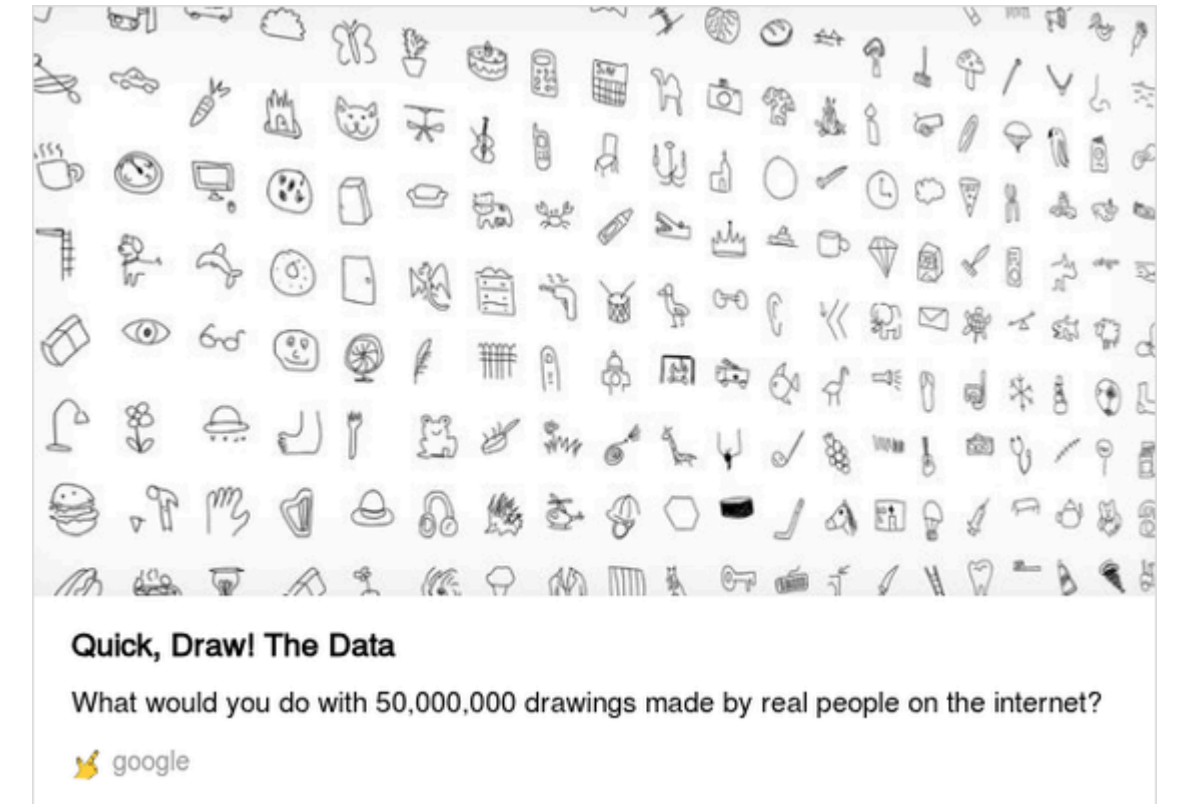 Quick, Draw! The Data
What would you do with 50,000,000 drawings made by real people on the internet?
google